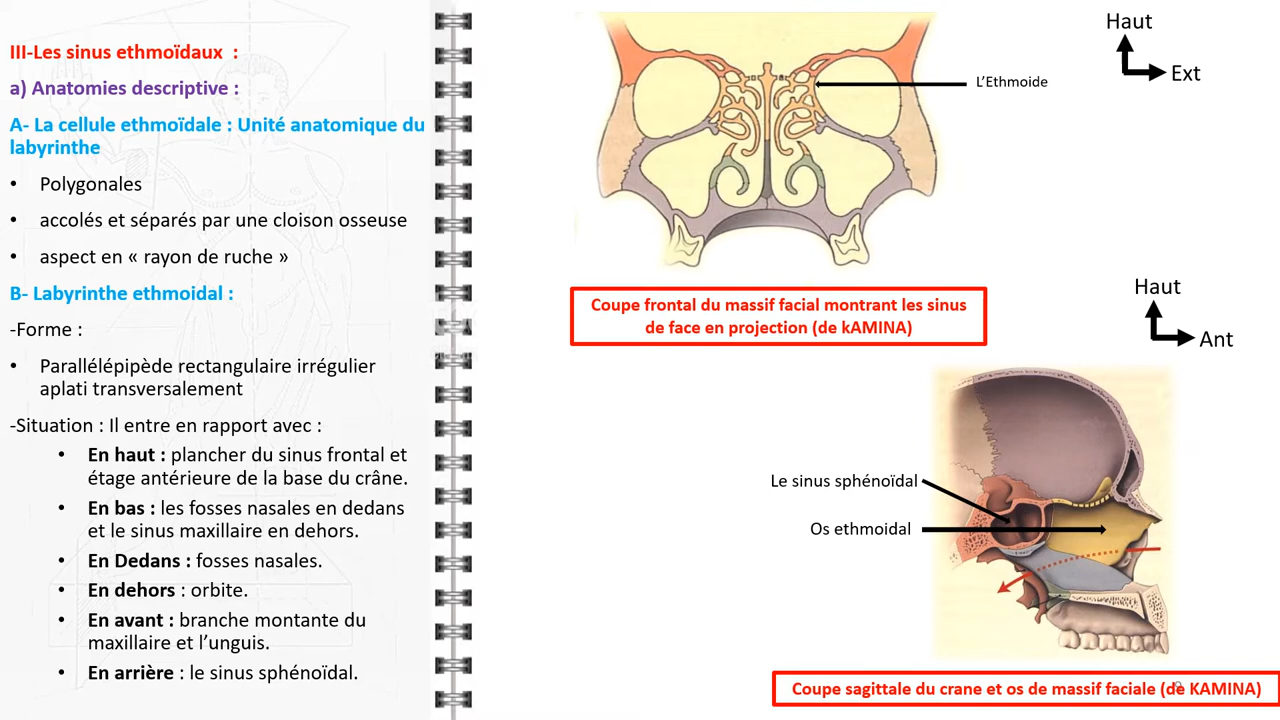 III-Les sinus ethmoïdaux :
a) Anatomies descriptive :
A- La cellule ethmoïdale : Unité anatomique du
labyrinthe
• Polygonales
• accolés et séparés par une cloison osseuse
• aspect en « rayon de ruche »
B- Labyrinthe ethmoidal :
-Forme :
• Parallélépipède rectangulaire irrégulier
aplati transversalement
-Situation : Il entre en rapport avec :
• En haut : plancher du sinus frontal et
étage antérieure de la base du crâne.
• En bas : les fosses nasales en dedans
et le sinus maxillaire en dehors.
• En Dedans : fosses nasales.
• En dehors : orbite.
• En avant : branche montante du
maxillaire et l’unguis.
• En arrière : le sinus sphénoïdal.
Haut
Ext
L’Ethmoide
Coupe frontal du massif facial montrant les sinus
de face en projection (de kAMINA)
Haut
Ant
Le sinus sphénoïdal
Os ethmoidal
Coupe sagittale du crane et os de massif faciale (de KAMINA)